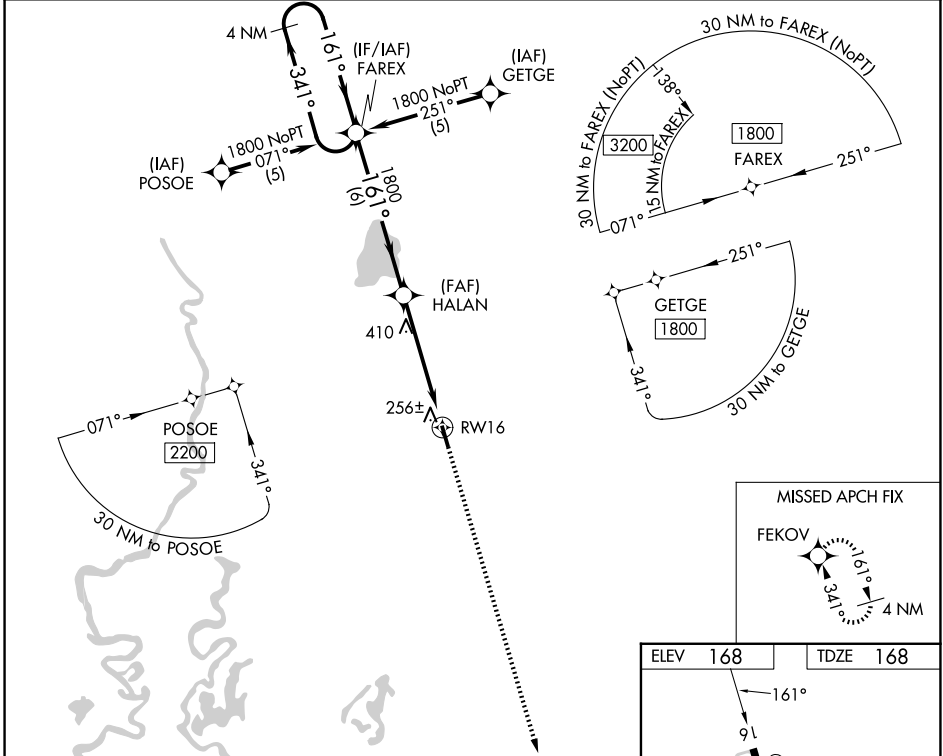 4 NM
161°
341°
(IF/IAF)
FAREX
(IAF)
GETGE
1800 NoPT
251°
(5)
(IAF)
POSOE
1800 NoPT
071°
(5)
1800
161°
(6)
(FAF)
HALAN
410
256±
RW16
30 NM to FAREX (NoPT)
30 NM to FAREX (NoPT)
138°
3200
15 NM to FAREX
1800
FAREX
251°
071°
251°
GETGE
1800
341°
30 NM to GETGE
071°
POSOE
2200
341°
30 NM to POSOE
MISSED APCH FIX
FEKOV
161°
341°
4 NM
ELEV 168
TDZE 168
161°
16